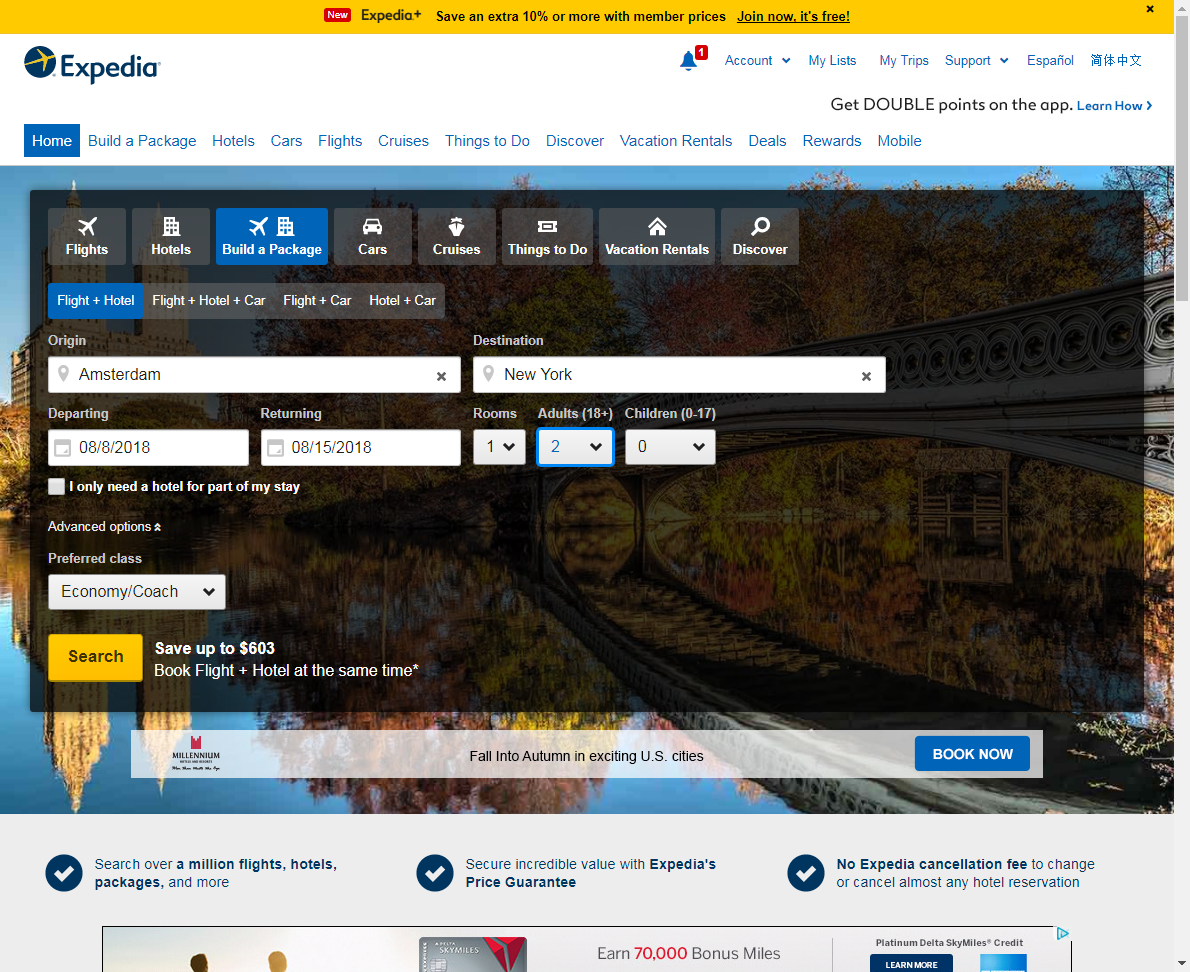 New Expedia+ Save an extra 10% or more with member prices Join now, it's free!
Expedia
1 Account My Lists My Trips Support Español 简体中文
Get DOUBLE points on the app. Learn How
Home Build a Package Hotels Cars Flights Cruises Things to Do Discover Vacation Rentals Deals Rewards Mobile
Flights Hotels Build a Package Cars Cruises Things to Do Vacation Rentals Discover
Flight + Hotel Flight + Hotel + Car Flight + Car Hotel + Car
Origin Destination
Amsterdam New York
Departing Returning Rooms Adults (18+) Children (0-17)
08/8/2018 08/15/2018 1 2 0
I only need a hotel for part of my stay
Advanced options
Preferred class
Economy/Coach
Search
Save up to $603
Book Flight + Hotel at the same time*
MILLENNIUM
Fall Into Autumn in exciting U.S. cities BOOK NOW
Search over a million flights, hotels,
packages, and more
Secure incredible value with Expedia's
Price Guarantee
No Expedia cancellation fee to change
or cancel almost any hotel reservation
DELTA
SKYMILES
Earn 70,000 Bonus Miles
Platinum Delta SkyMiles® Credit
LEARN MORE